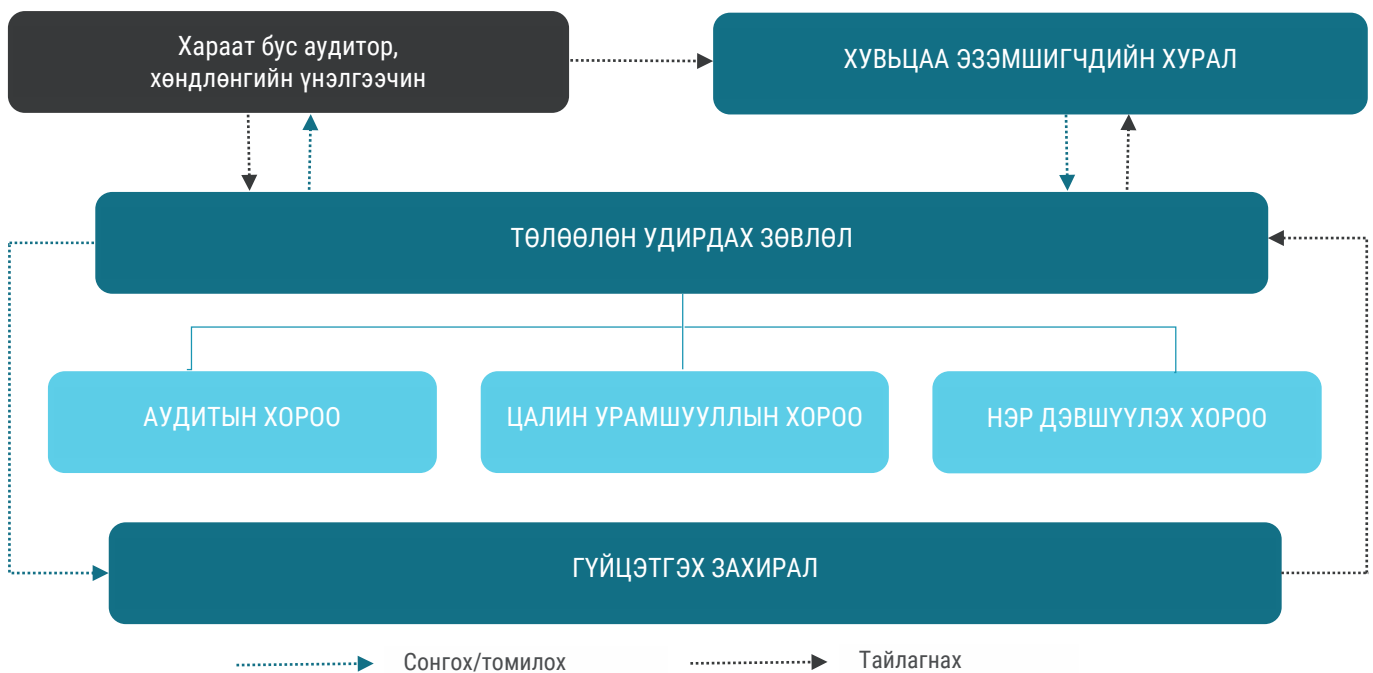 Хараат бус аудитор,
хөндлөнгийн үнэлгээчин
ХУВЬЦАА ЭЗЭМШИГЧДИЙН ХУРАЛ
ТӨЛӨӨЛӨН УДИРДАХ ЗӨВЛӨЛ
АУДИТЫН ХОРОО
ЦАЛИН УРАМШУУЛЛЫН ХОРОО
НЭР ДЭВШҮҮЛЭХ ХОРОО
ГҮЙЦЭТГЭХ ЗАХИРАЛ
Сонгох/томилох
Тайлагнах